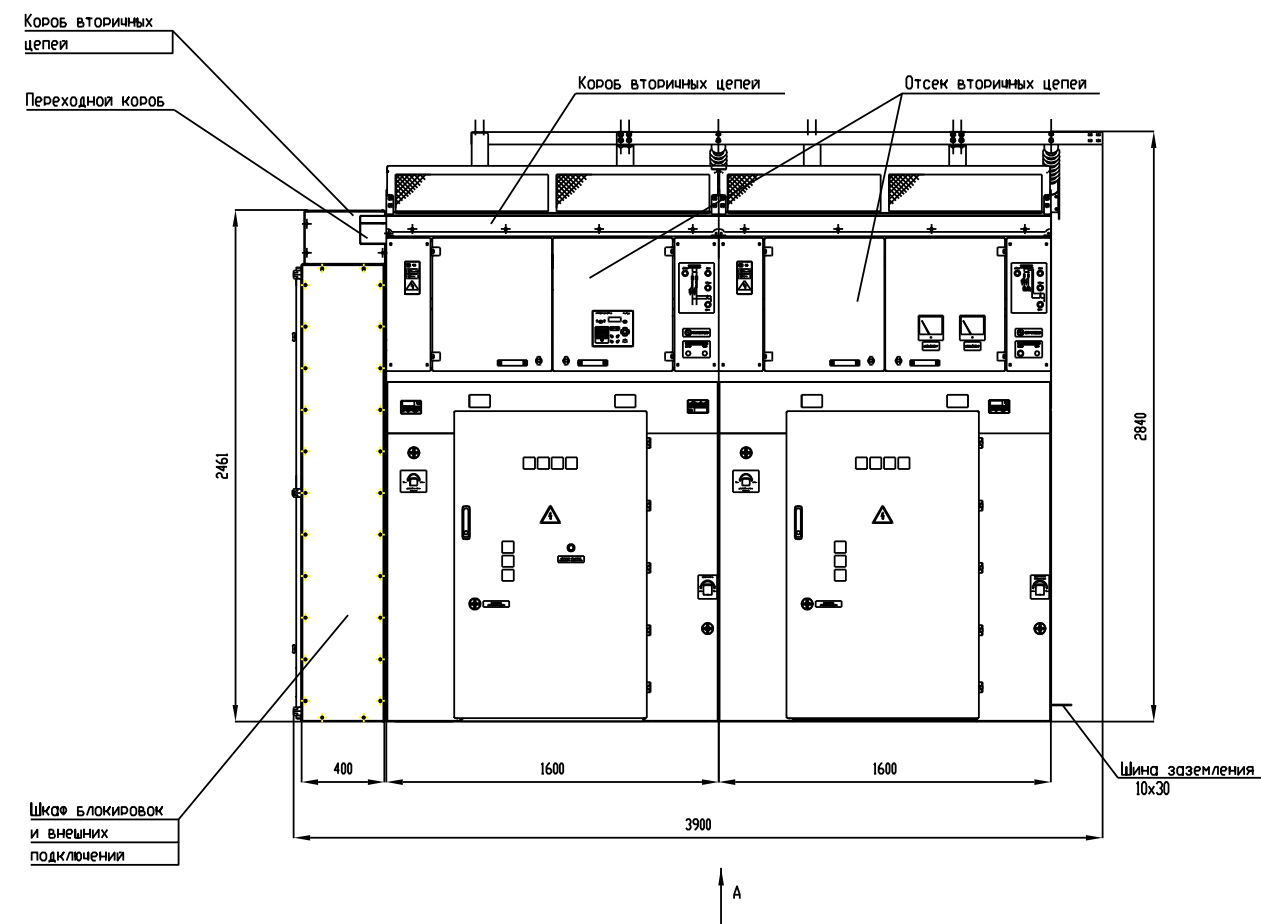 Короб вторичных
цепей
Переходной короб
Короб вторичных цепей
Отсек вторичных цепей
2461
2840
400
1600
1600
3900
Шина заземления
10х30
Шкаф блокировок
и внешних
подключений
А